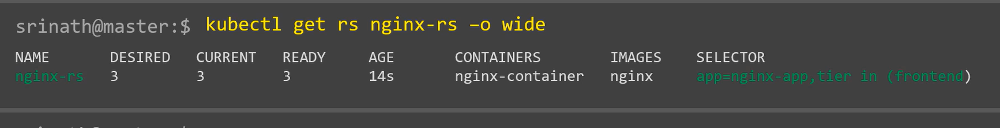 srinath@master:$ kubectl get rs nginx-rs –o wide
NAME DESIRED CURRENT READY AGE CONTAINERS IMAGES SELECTOR
nginx-rs 3 3 3 14s nginx-container nginx app=nginx-app,tier in (frontend)